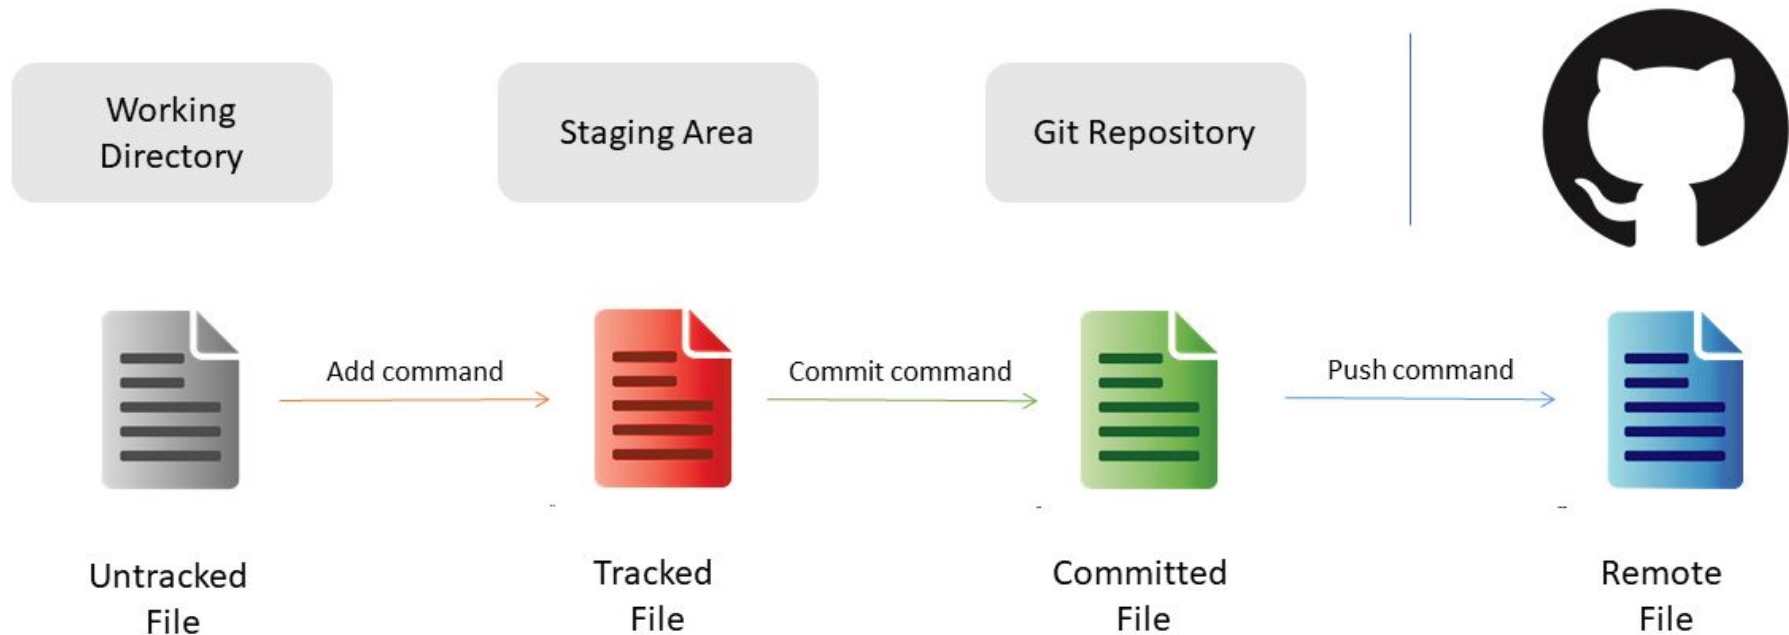 Working
Directory
Staging Area
Git Repository
Add command
Commit command
Push command
Untracked
File
Tracked
File
Committed
File
Remote
File